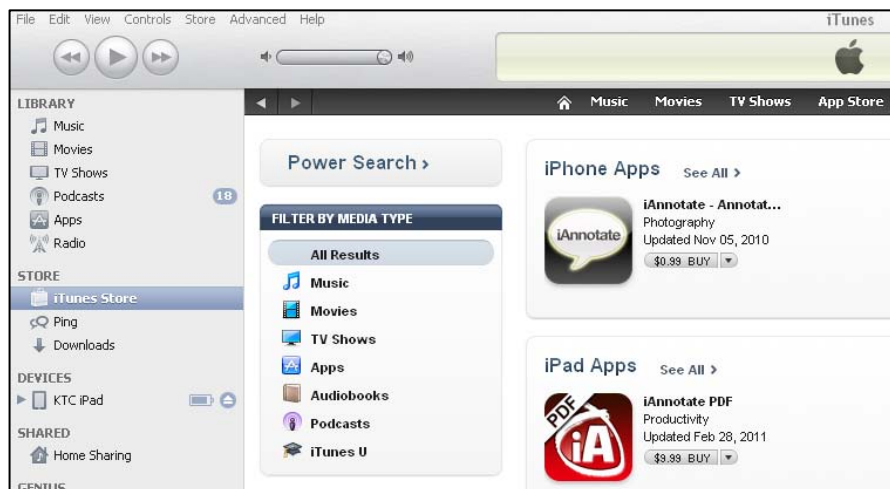 File Edit View Controls Store Advanced Help
iTunes
LIBRARY
Music
Movies
TV Shows
Podcasts 18
Apps
Radio
STORE
iTunes Store
Ping
Downloads
DEVICES
KTC iPad
SHARED
Home Sharing
GENIUS
Music Movies TV Shows App Store
Power Search ›
FILTER BY MEDIA TYPE
All Results
Music
Movies
TV Shows
Apps
Audiobooks
Podcasts
iTunes U
iPhone Apps See All ›
iAnnotate
iAnnotate - Annotat...
Photography
Updated Nov 05, 2010
$0.99 BUY
iPad Apps See All ›
PDF
iA
iAnnotate PDF
Productivity
Updated Feb 28, 2011
$9.99 BUY